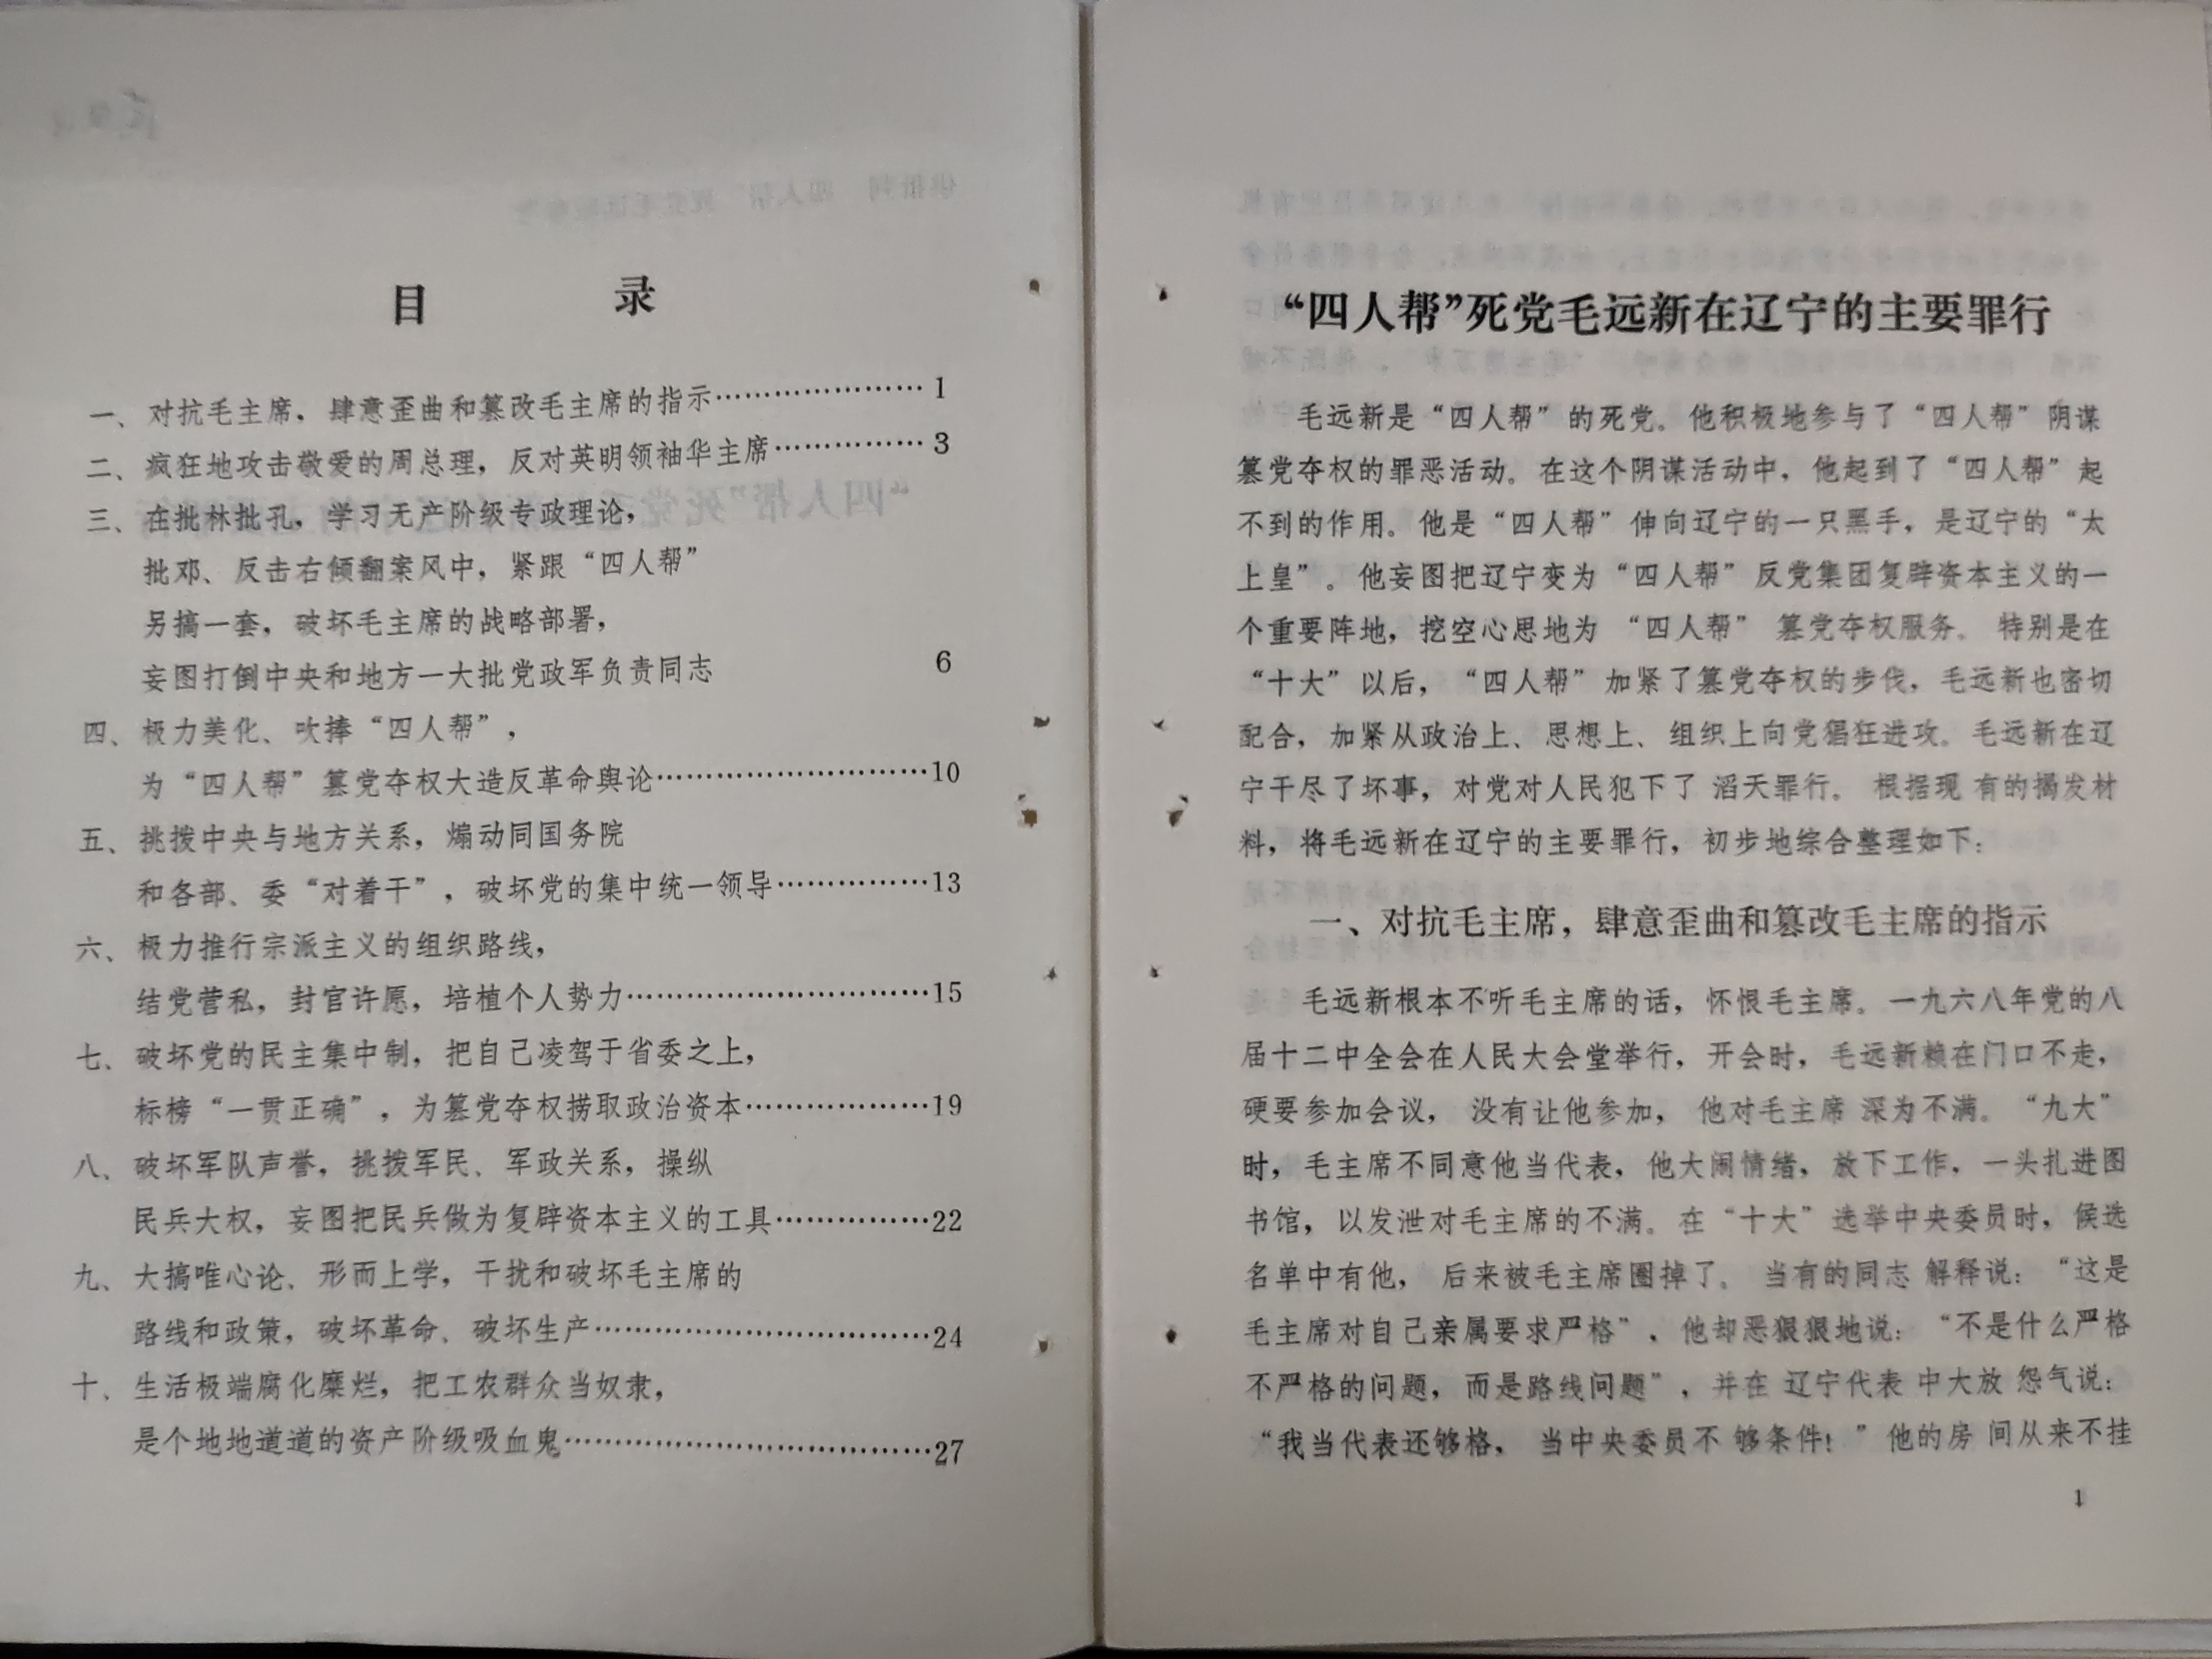 目 录
一、对抗毛主席，肆意歪曲和篡改毛主席的指示…………………1
二、疯狂地攻击敬爱的周总理，反对英明领袖华主席……………3
三、在批林批孔，学习无产阶级专政理论，
批邓、反击右倾翻案风中，紧跟“四人帮”
另搞一套，破坏毛主席的战略部署，
妄图打倒中央和地方一大批党政军负责同志 6
四、极力美化、吹捧“四人帮”，
为“四人帮”篡党夺权大造反革命舆论………………………10
五、挑拨中央与地方关系，煽动同国务院
和各部、委“对着干”，破坏党的集中统一领导……………13
六、极力推行宗派主义的组织路线，
结党营私，封官许愿，培植个人势力…………………………15
七、破坏党的民主集中制，把自己凌驾于省委之上，
标榜“一贯正确”，为篡党夺权捞取政治资本………………19
八、破坏军队声誉，挑拨军民、军政关系，操纵
民兵大权，妄图把民兵做为复辟资本主义的工具……………22
九、大搞唯心论、形而上学，干扰和破坏毛主席的
路线和政策，破坏革命、破坏生产……………………………24
十、生活极端腐化糜烂，把工农群众当奴隶，
是个地地道道的资产阶级吸血鬼………………………………27
“四人帮”死党毛远新在辽宁的主要罪行
毛远新是“四人帮”的死党。他积极地参与了“四人帮”阴谋
篡党夺权的罪恶活动。在这个阴谋活动中，他起到了“四人帮”起
不到的作用。他是“四人帮”伸向辽宁的一只黑手，是辽宁的“太
上皇”。他妄图把辽宁变为“四人帮”反党集团复辟资本主义的一
个重要阵地，挖空心思地为“四人帮”篡党夺权服务。特别是在
“十大”以后，“四人帮”加紧了篡党夺权的步伐，毛远新也密切
配合，加紧从政治上、思想上、组织上向党猖狂进攻。毛远新在辽
宁干尽了坏事，对党对人民犯下了滔天罪行。根据现有的揭发材
料，将毛远新在辽宁的主要罪行，初步地综合整理如下：
一、对抗毛主席，肆意歪曲和篡改毛主席的指示
毛远新根本不听毛主席的话，怀恨毛主席。一九六八年党的八
届十二中全会在人民大会堂举行，开会时，毛远新赖在门口不走，
硬要参加会议，没有让他参加，他对毛主席深为不满。“九大”
时，毛主席不同意他当代表，他大闹情绪，放下工作，一头扎进图
书馆，以发泄对毛主席的不满。在“十大”选举中央委员时，候选
名单中有他，后来被毛主席圈掉了。当有的同志解释说：“这是
毛主席对自己亲属要求严格”，他却恶狠狠地说：“不是什么严格
不严格的问题，而是路线问题”，并在辽宁代表中大放怨气说：
“我当代表还够格，当中央委员不够条件！”他的房间从来不挂
1